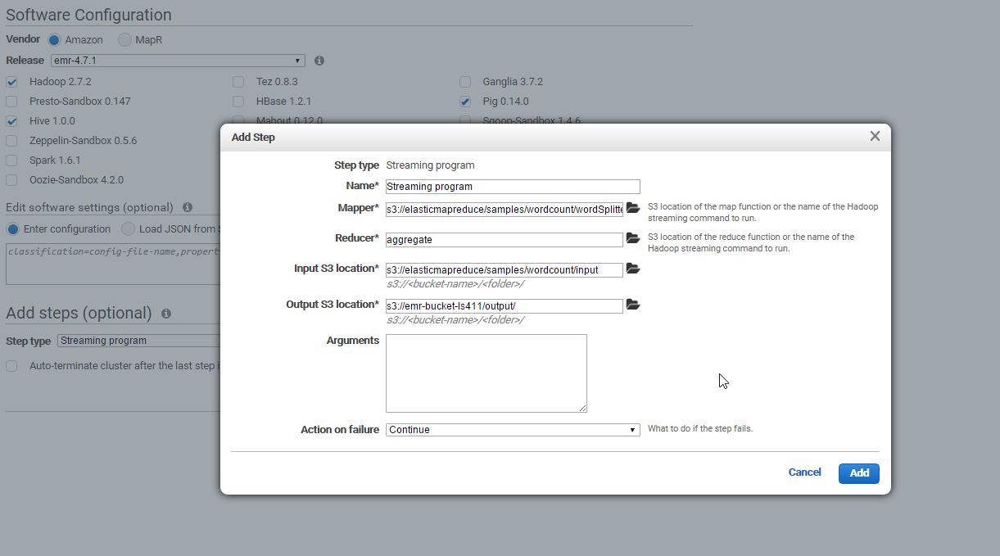 Software Configuration
Vendor Amazon MapR
Release emr-4.7.1
Hadoop 2.7.2 Tez 0.8.3 Ganglia 3.7.2
Presto-Sandbox 0.147 HBase 1.2.1 Pig 0.14.0
Hive 1.0.0 Mahout 0.12.0 Sqoop-Sandbox 1.4.6
Zeppelin-Sandbox 0.5.6
Spark 1.6.1
Oozie-Sandbox 4.2.0
Edit software settings (optional)
Enter configuration Load JSON from
classification=config-file-name,propert
Add steps (optional)
Step type Streaming program
Auto-terminate cluster after the last step
Add Step
Step type Streaming program
Name* Streaming program
Mapper* s3://elasticmapreduce/samples/wordcount/wordSplitte S3 location of the map function or the name of the Hadoop
streaming command to run.
Reducer* aggregate S3 location of the reduce function or the name of the
Hadoop streaming command to run.
Input S3 location* s3://elasticmapreduce/samples/wordcount/input
s3://<bucket-name>/<folder>/
Output S3 location* s3://emr-bucket-ls411/output/
s3://<bucket-name>/<folder>/
Arguments
Action on failure Continue What to do if the step fails.
Cancel Add